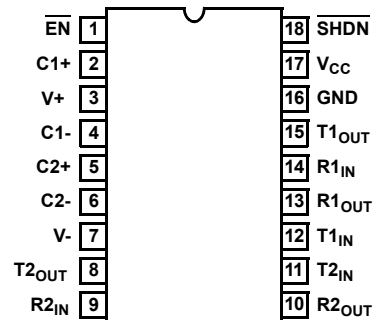 EN 1 18 SHDN
C1+ 2 17 VCC
V+ 3 16 GND
C1- 4 15 T1OUT
C2+ 5 14 R1IN
C2- 6 13 R1OUT
V- 7 12 T1IN
T2OUT 8 11 T2IN
R2IN 9 10 R2OUT